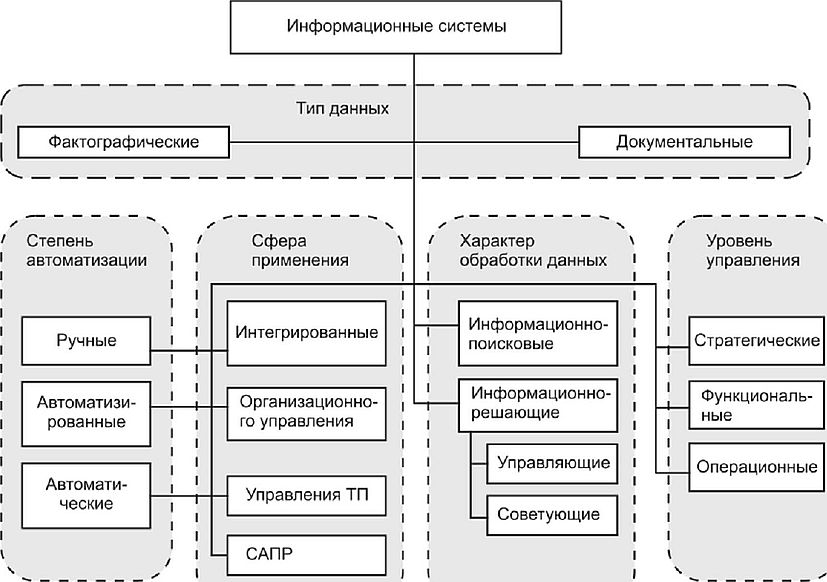 Информационные системы
Тип данных
Фактографические
Документальные
Степень
автоматизации
Ручные
Автоматизи-
рованные
Автомати-
ческие
Сфера
применения
Интегрированные
Организационно-
го управления
Управления ТП
САПР
Характер
обработки данных
Информационно-
поисковые
Информационно-
решающие
Управляющие
Советующие
Уровень
управления
Стратегические
Функциональ-
ные
Операционные